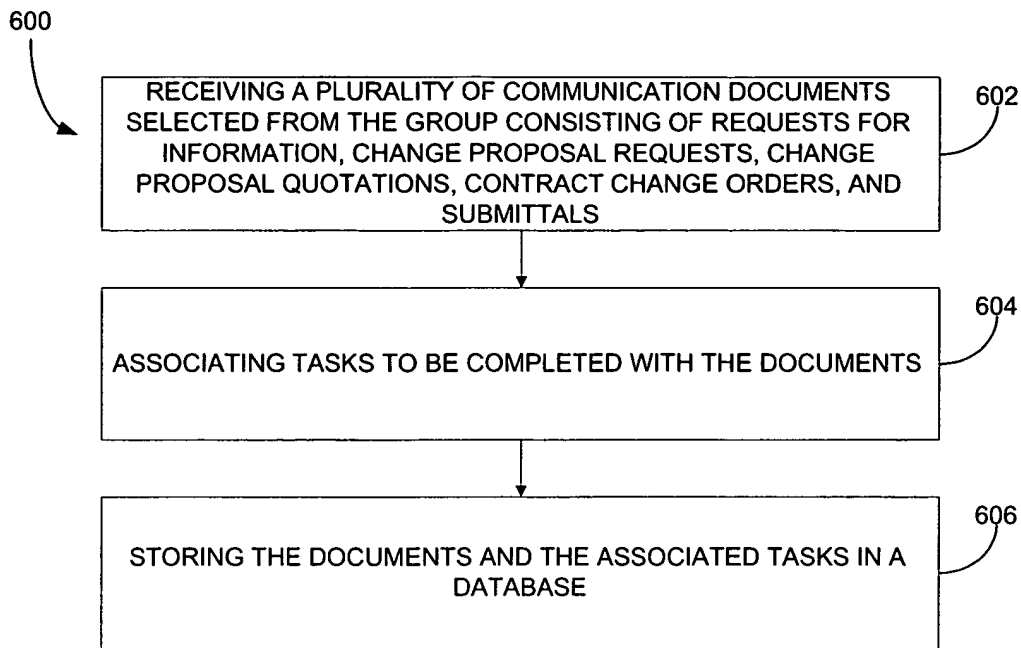 600
RECEIVING A PLURALITY OF COMMUNICATION DOCUMENTS
SELECTED FROM THE GROUP CONSISTING OF REQUESTS FOR
INFORMATION, CHANGE PROPOSAL REQUESTS, CHANGE
PROPOSAL QUOTATIONS, CONTRACT CHANGE ORDERS, AND
SUBMITTALS
602
ASSOCIATING TASKS TO BE COMPLETED WITH THE DOCUMENTS
604
STORING THE DOCUMENTS AND THE ASSOCIATED TASKS IN A
DATABASE
606